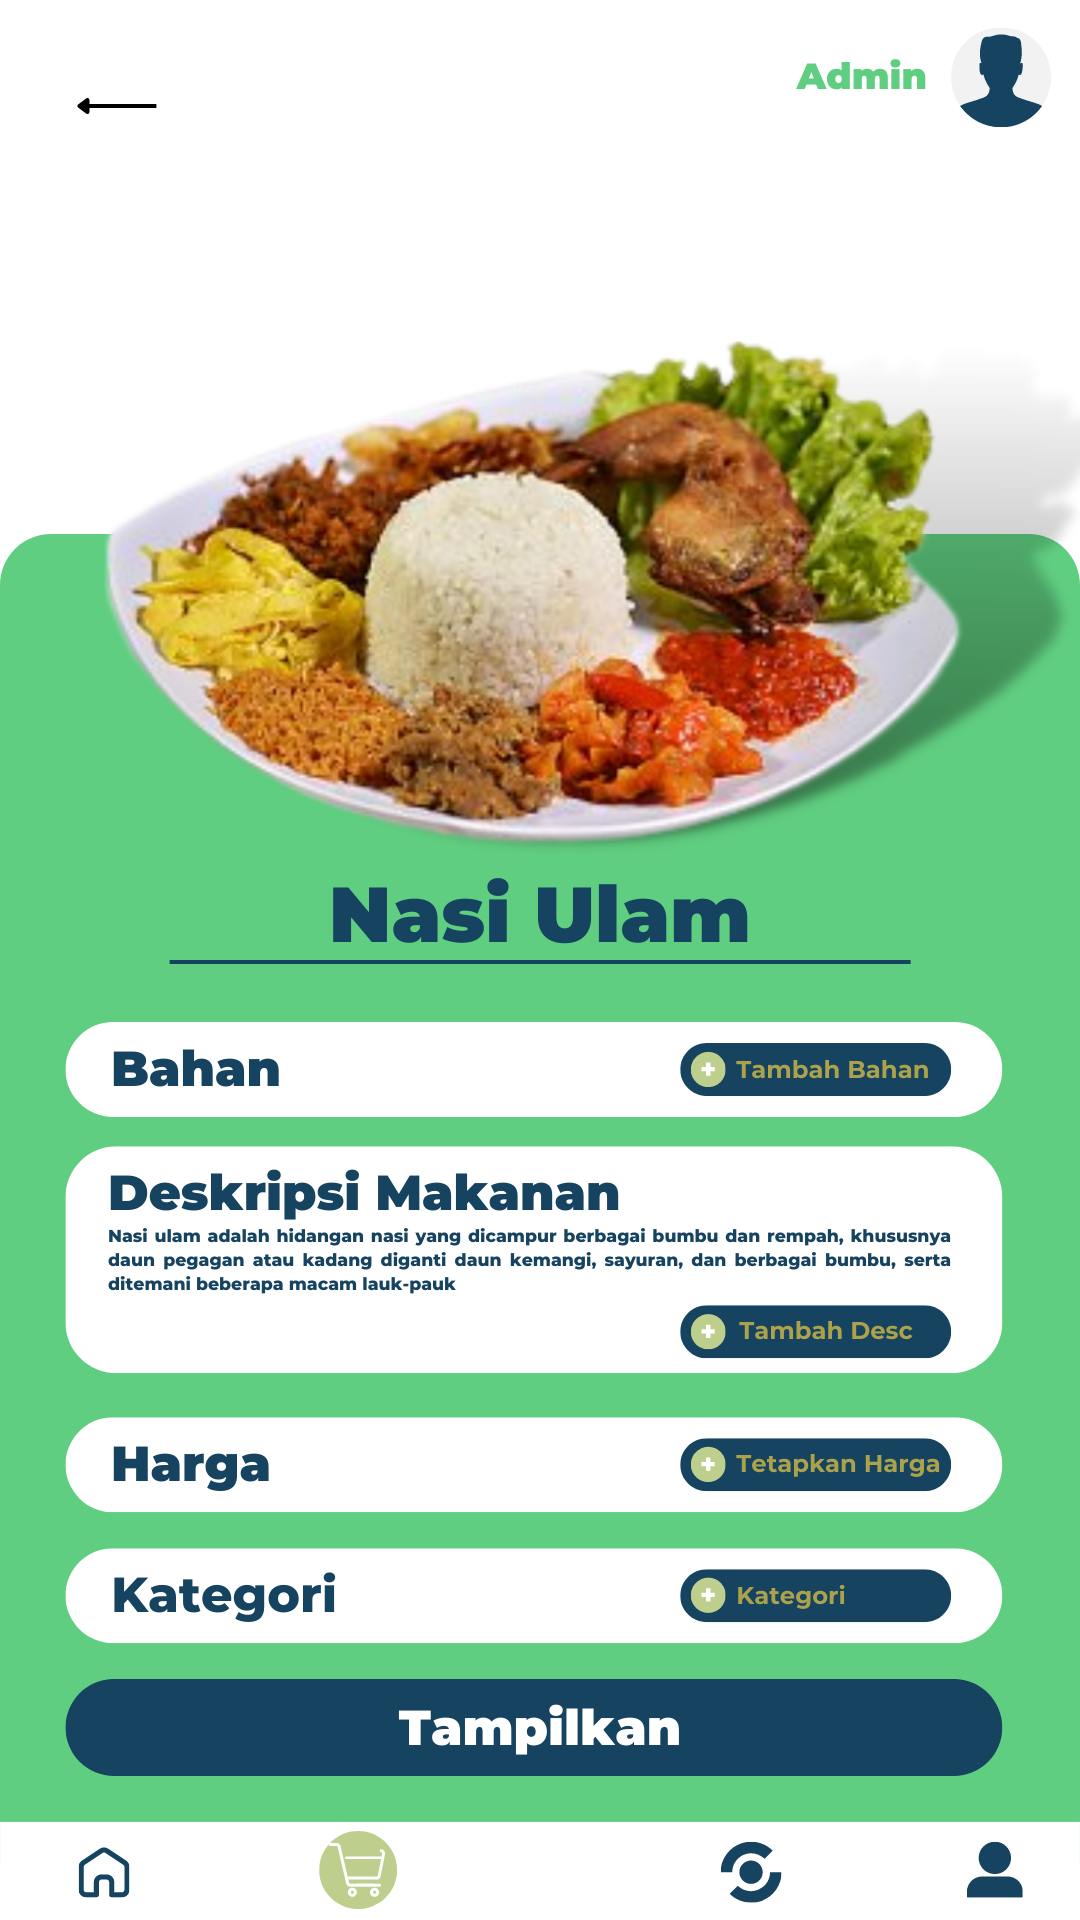 Admin
Nasi Ulam
Bahan
Tambah Bahan
Deskripsi Makanan
Nasi ulam adalah hidangan nasi yang dicampur berbagai bumbu dan rempah, khususnya
daun pegagan atau kadang diganti daun kemangi, sayuran, dan berbagai bumbu, serta
ditemani beberapa macam lauk-pauk
Tambah Desc
Harga
Tetapkan Harga
Kategori
Kategori
Tampilkan